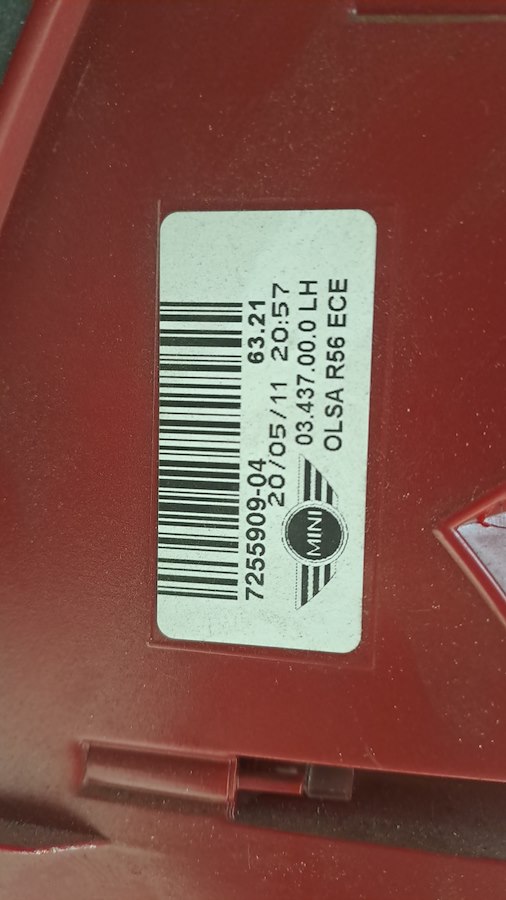 7255909-04 63.21
20/05/11 20:57
03.437.00.0 LH
OLSA R56 ECE
MINI